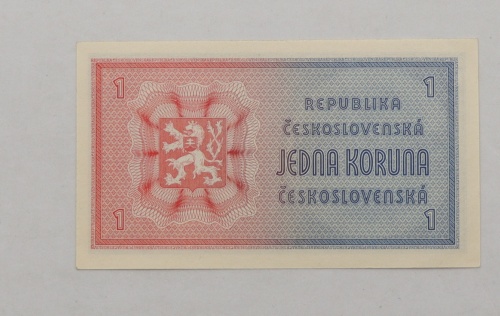 1 1
REPUBLIKA
ČESKOSLOVENSKÁ
JEDNA KORUNA
ČESKOSLOVENSKÁ
1 1